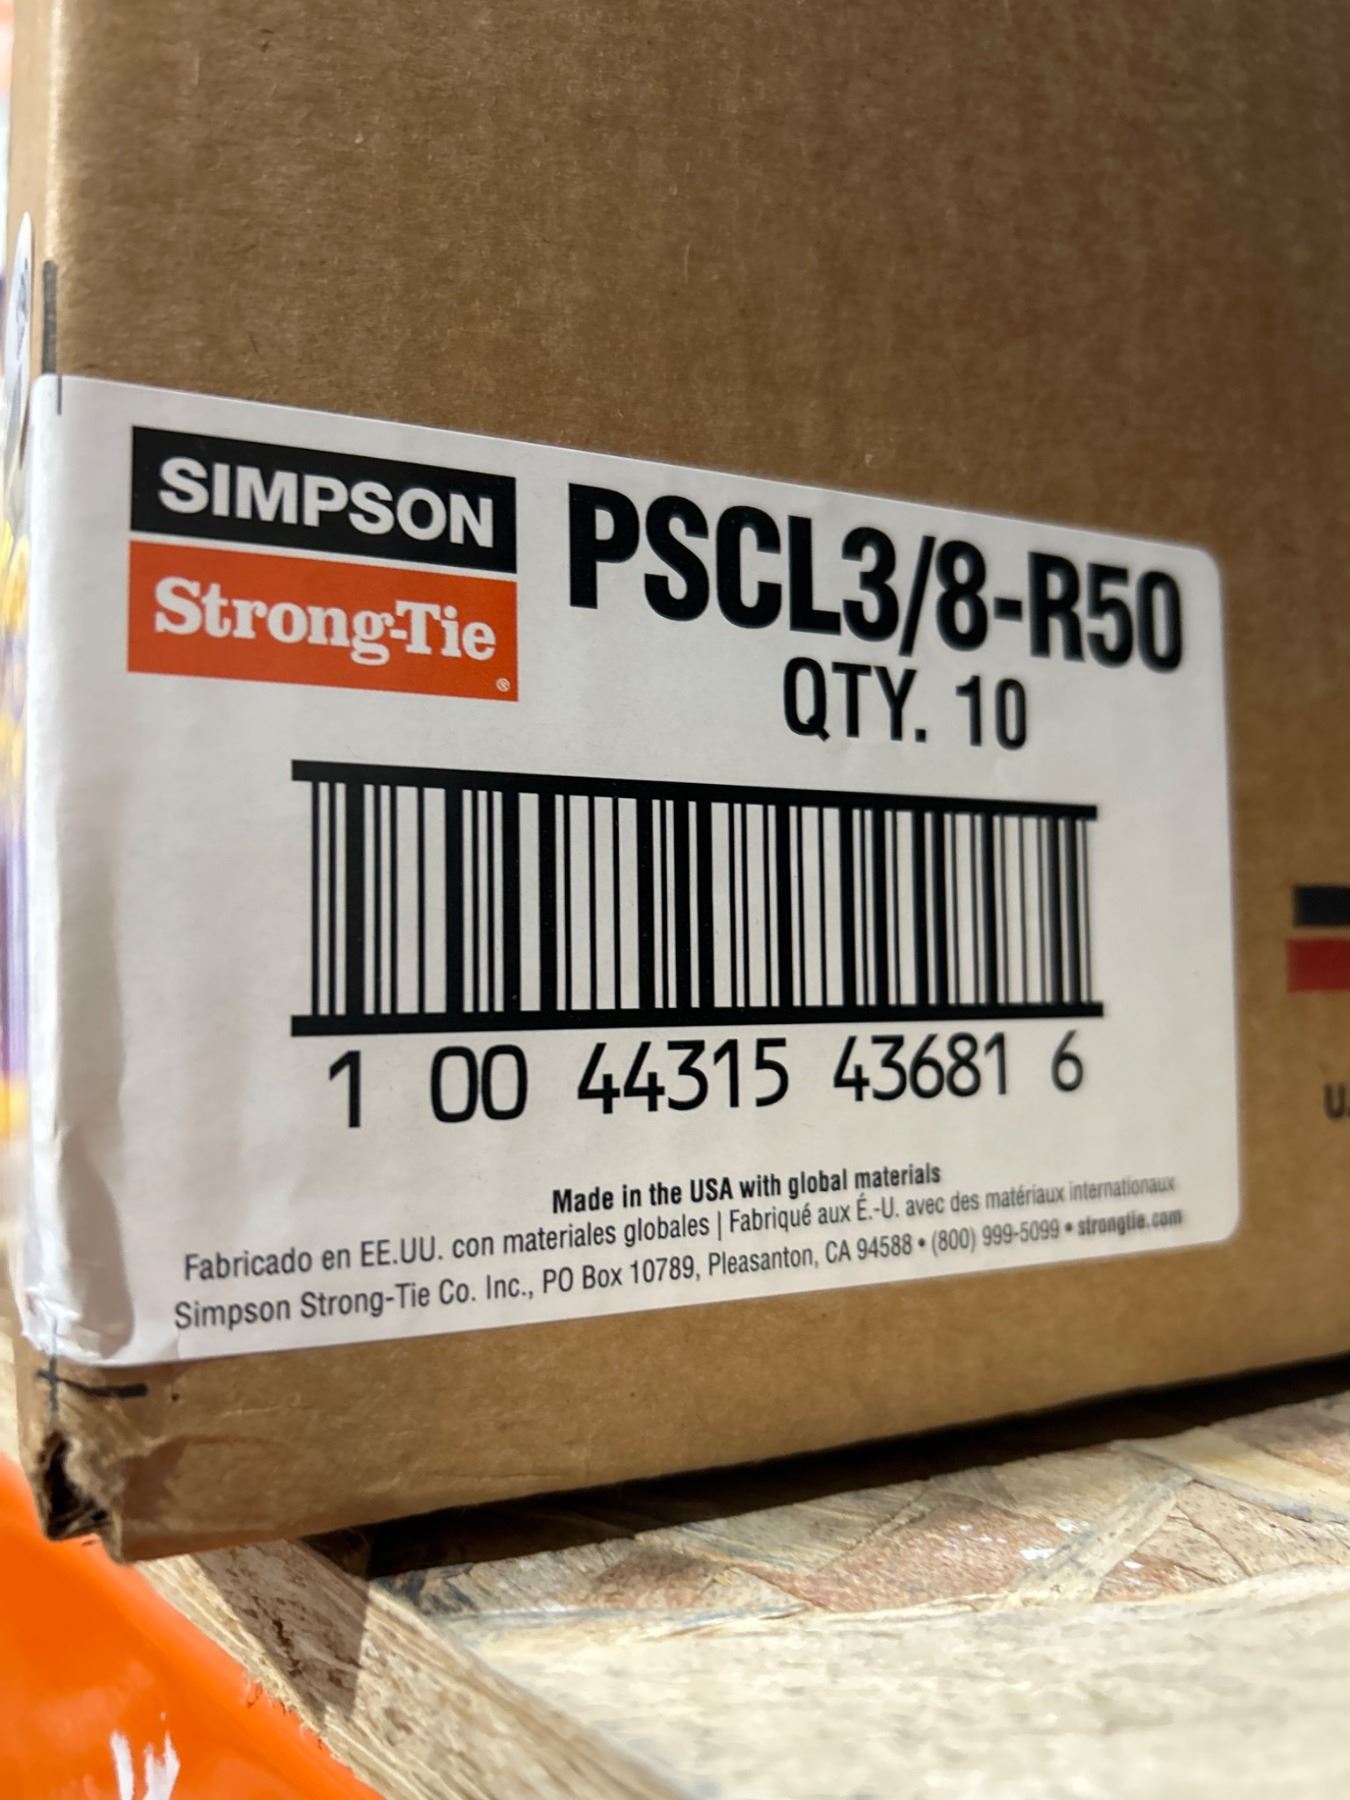 SIMPSON
Strong-Tie
®
PSCL3/8-R50
QTY. 10
1 00 44315 43681 6
Made in the USA with global materials
Fabricado en EE.UU. con materiales globales | Fabriqué aux É.-U. avec des matériaux internationaux
Simpson Strong-Tie Co. Inc., PO Box 10789, Pleasanton, CA 94588 • (800) 999-5099 • strongtie.com